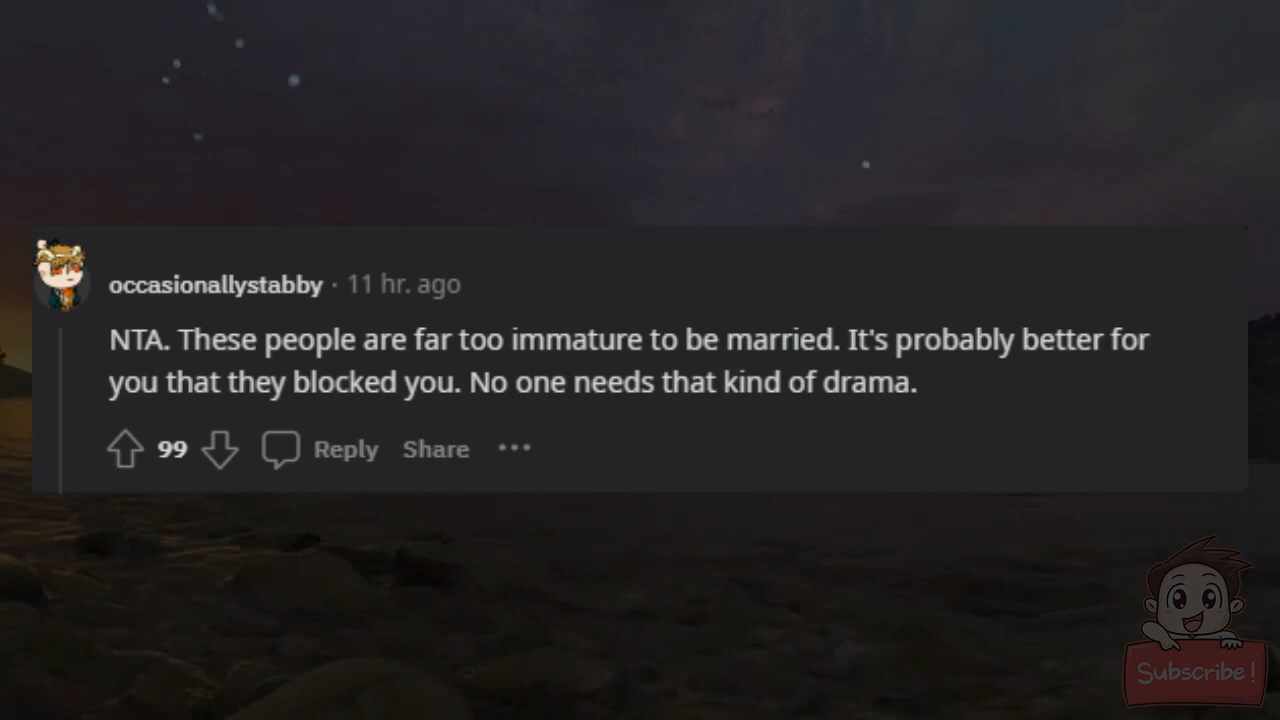 occasionallystabby · 11 hr. ago
NTA. These people are far too immature to be married. It's probably better for
you that they blocked you. No one needs that kind of drama.
99 Reply Share ···
Subscribe!